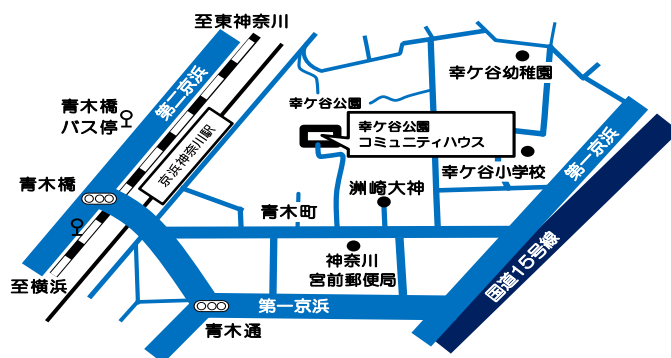 至東神奈川
第二京浜
幸ケ谷幼稚園
青木橋
バス停
幸ケ谷公園
幸ケ谷公園
コミュニティハウス
京浜神奈川駅
第一京浜
幸ケ谷小学校
青木橋
洲崎大神
青木町
神奈川
宮前郵便局
国道15号線
至横浜
第一京浜
青木通